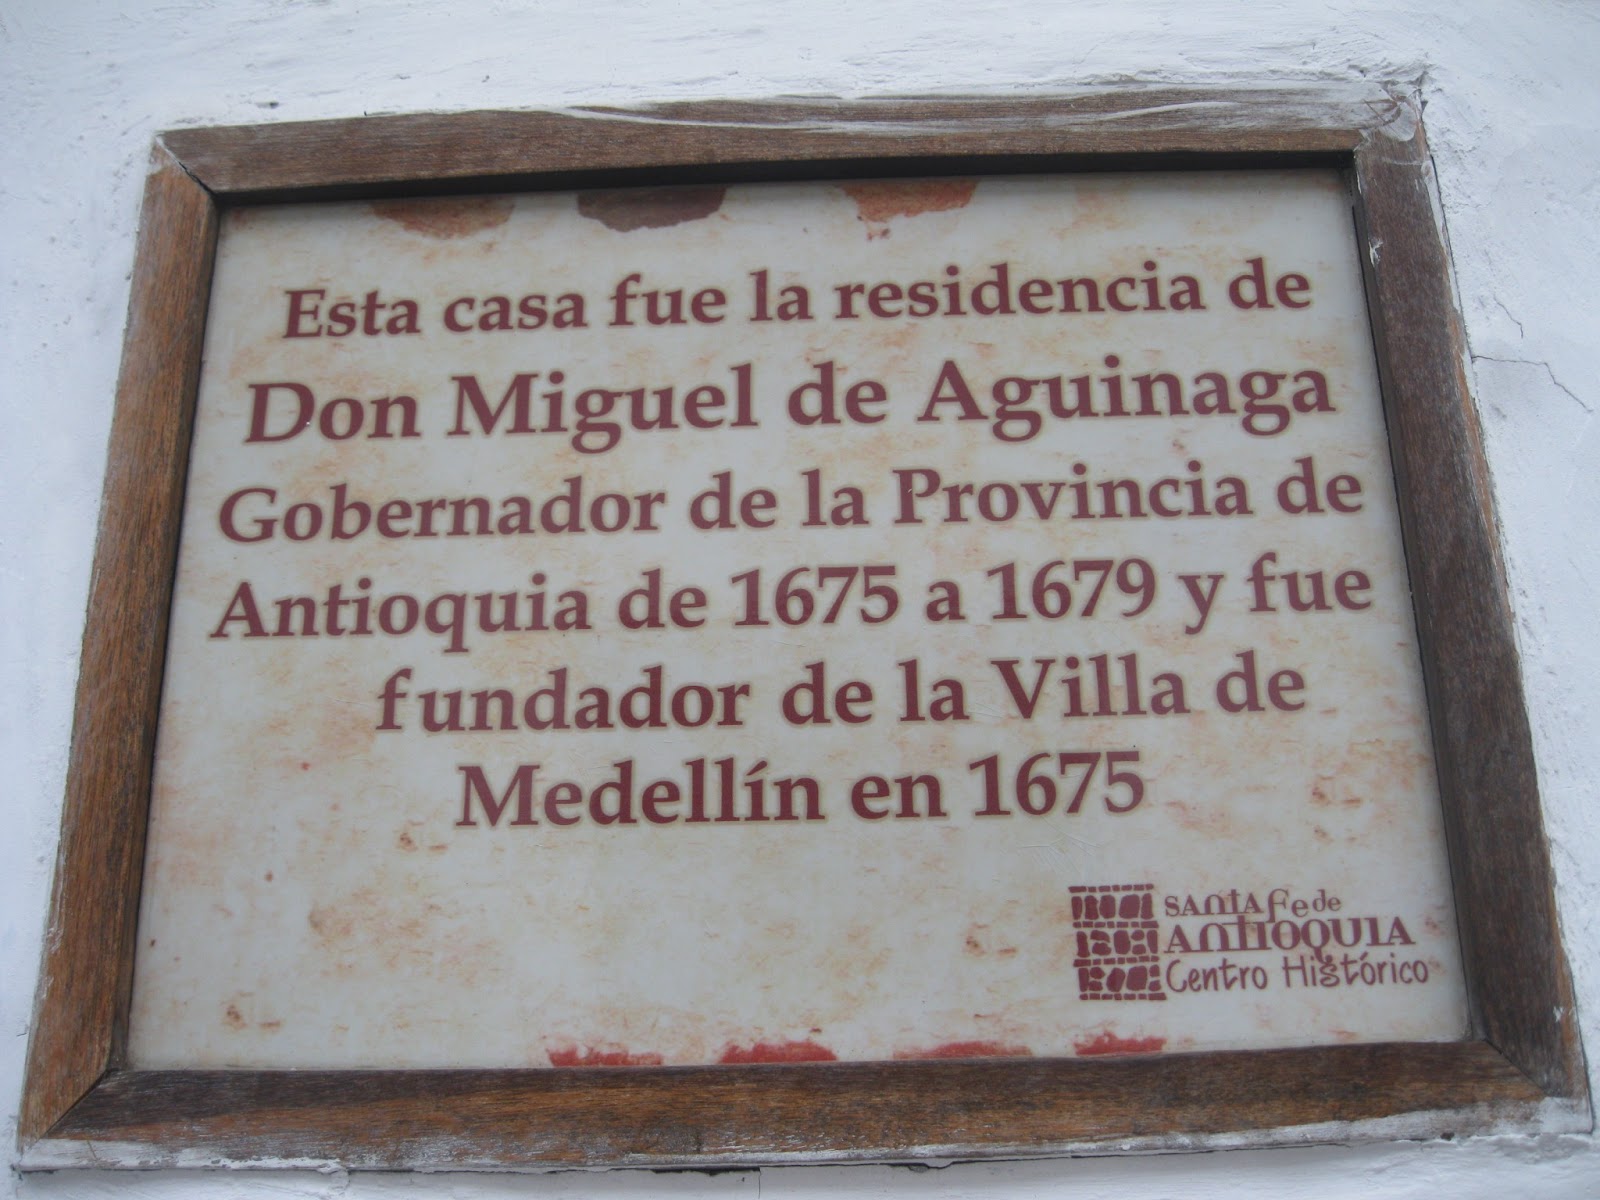 Esta casa fue la residencia de
Don Miguel de Aguinaga
Gobernador de la Provincia de
Antioquia de 1675 a 1679 y fue
fundador de la Villa de
Medellín en 1675
SANTA Fe de
ANTIOQUIA
Centro Histórico